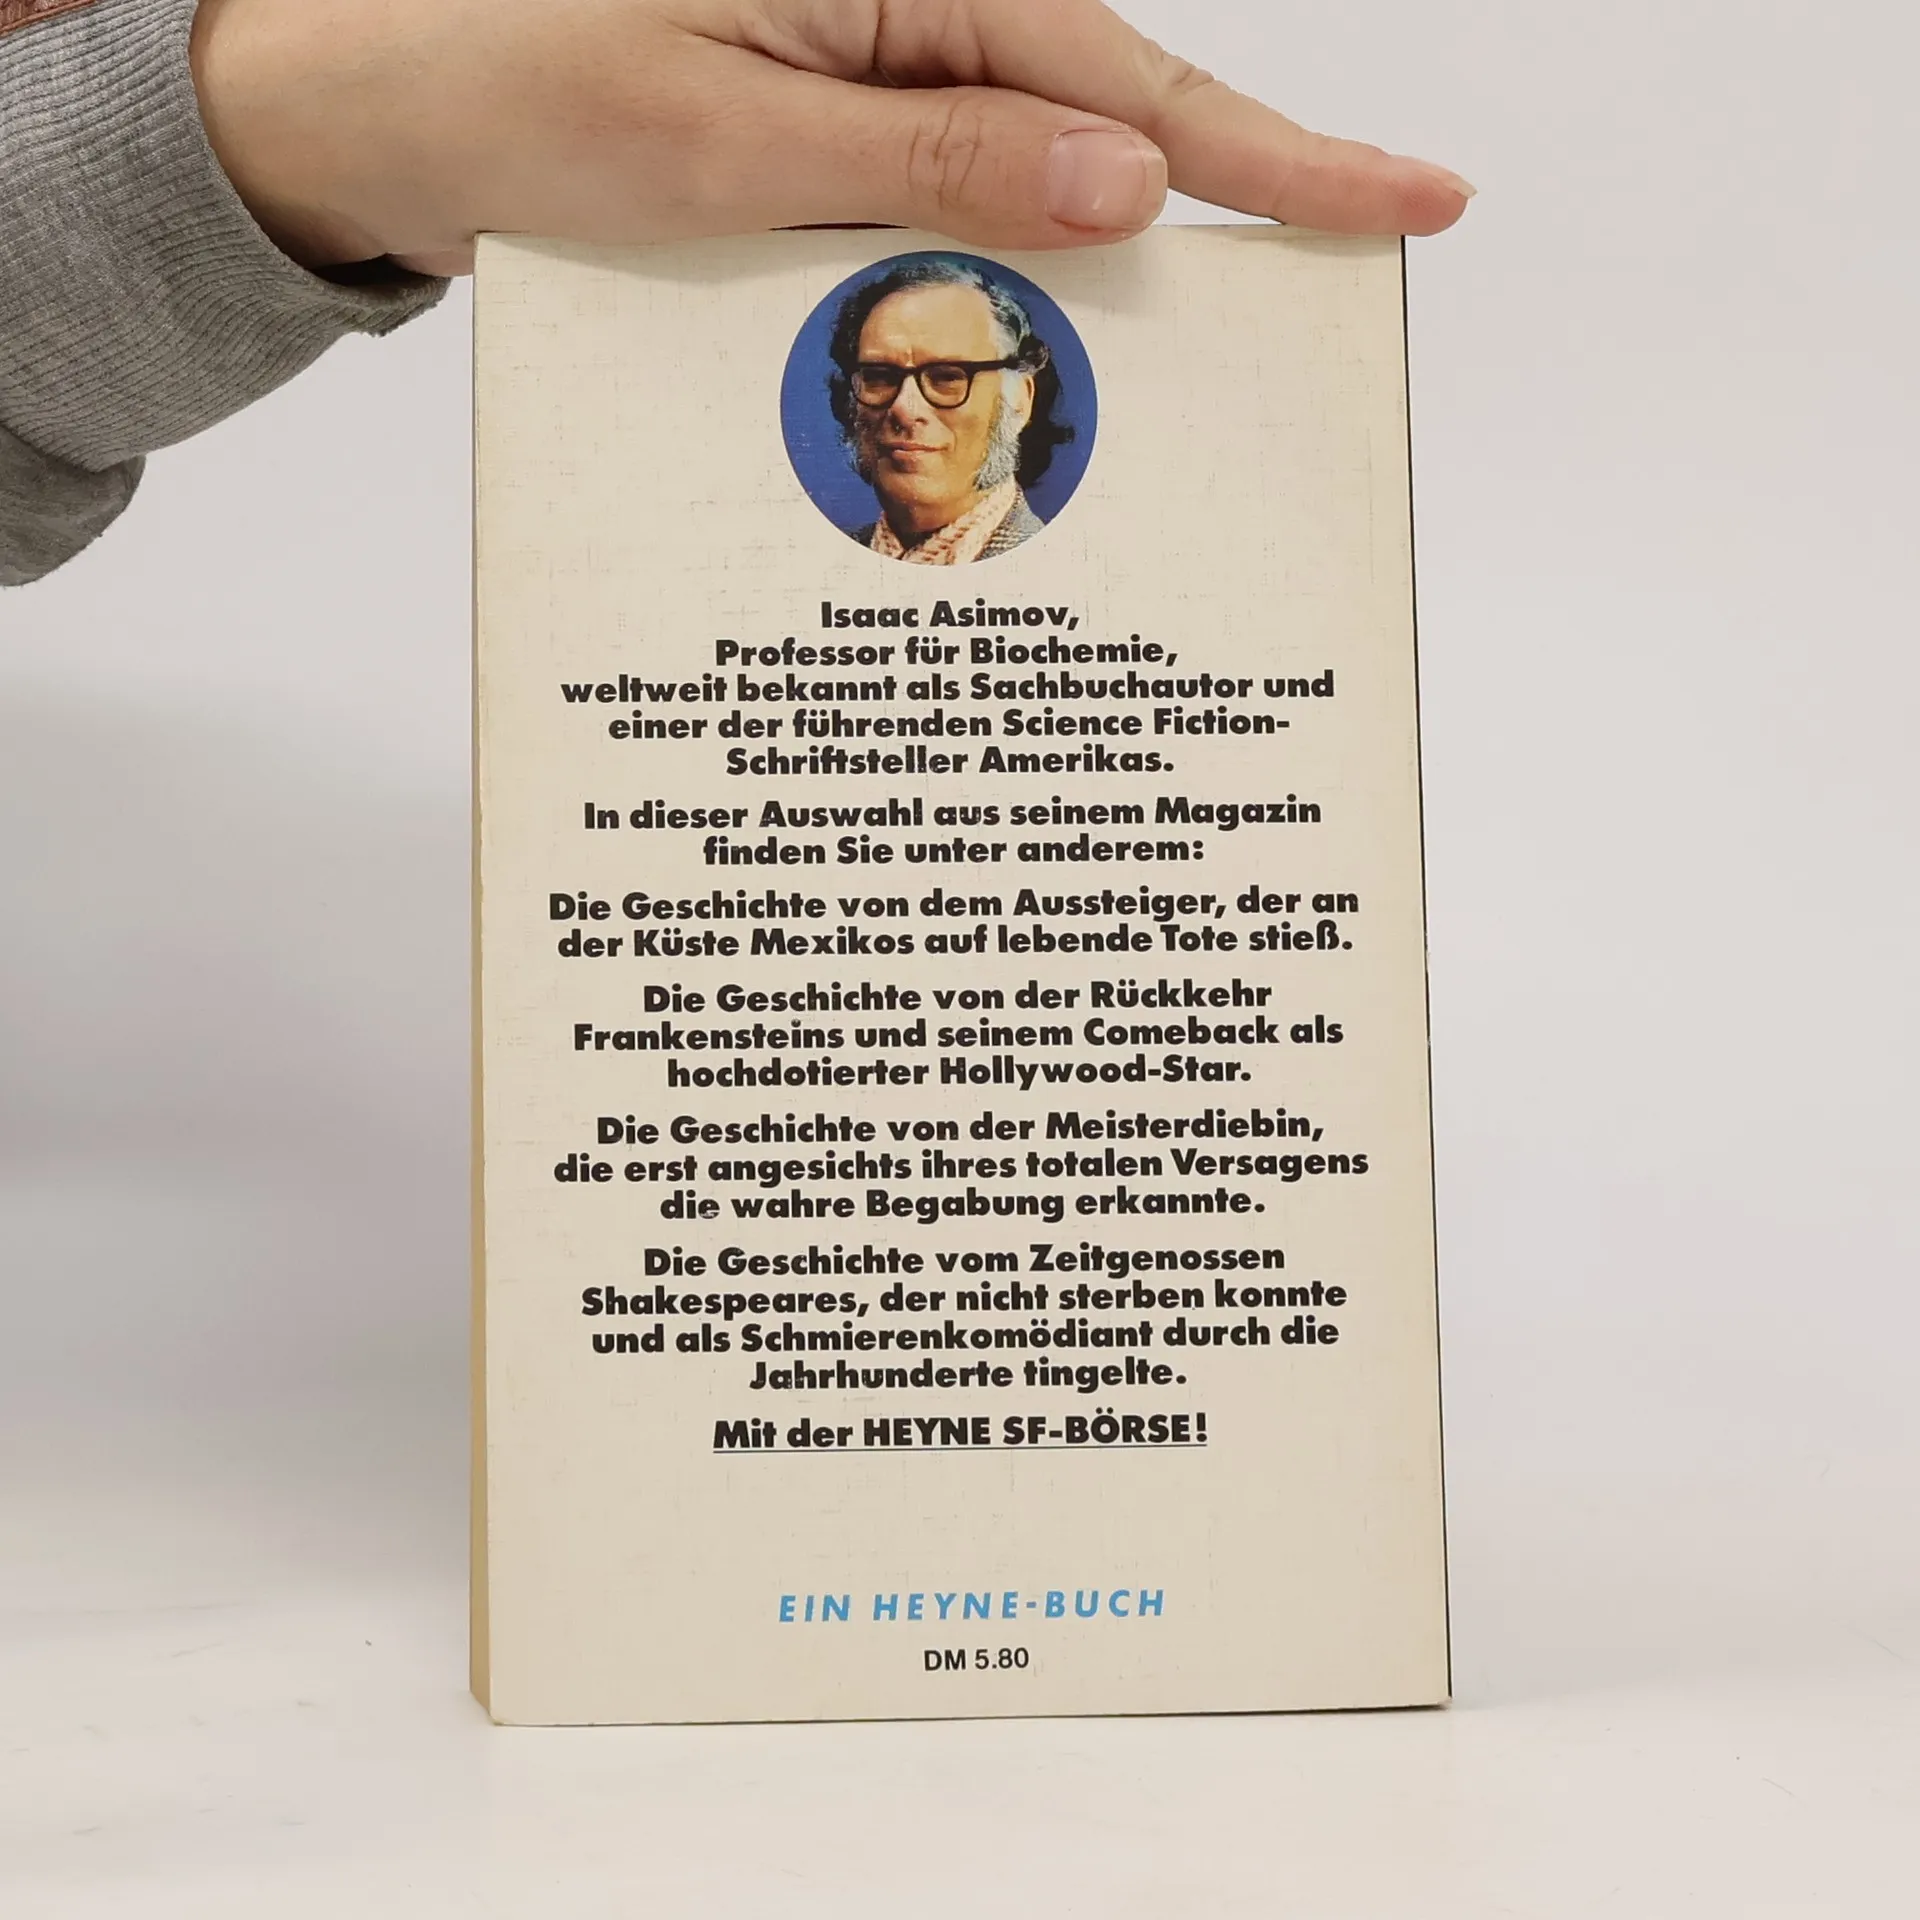 Isaac Asimov,
Professor für Biochemie,
weltweit bekannt als Sachbuchautor und
einer der führenden Science Fiction-
Schriftsteller Amerikas.
In dieser Auswahl aus seinem Magazin
finden Sie unter anderem:
Die Geschichte von dem Aussteiger, der an
der Küste Mexikos auf lebende Tote stieß.
Die Geschichte von der Rückkehr
Frankensteins und seinem Comeback als
hochdotierter Hollywood-Star.
Die Geschichte von der Meisterdiebin,
die erst angesichts ihres totalen Versagens
die wahre Begabung erkannte.
Die Geschichte vom Zeitgenossen
Shakespeares, der nicht sterben konnte
und als Schmierenkomödiant durch die
Jahrhunderte tingelte.
Mit der HEYNE SF-BÖRSE!
EIN HEYNE-BUCH
DM 5.80